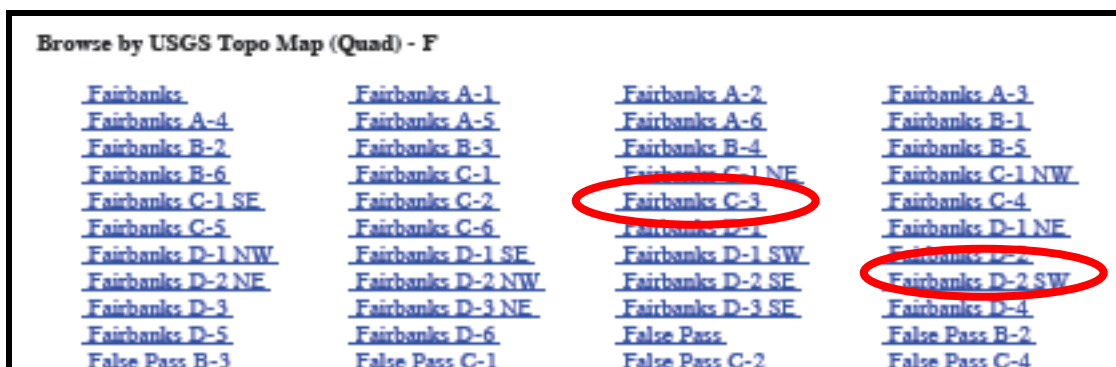 Browse by USGS Topo Map (Quad) - F
Fairbanks Fairbanks A-1 Fairbanks A-2 Fairbanks A-3
Fairbanks A-4 Fairbanks A-5 Fairbanks A-6 Fairbanks B-1
Fairbanks B-2 Fairbanks B-3 Fairbanks B-4 Fairbanks B-5
Fairbanks B-6 Fairbanks C-1 Fairbanks C-1 NE Fairbanks C-1 NW
Fairbanks C-1 SE Fairbanks C-2 Fairbanks C-3 Fairbanks C-4
Fairbanks C-5 Fairbanks C-6 Fairbanks D-1 Fairbanks D-1 NE
Fairbanks D-1 NW Fairbanks D-1 SE Fairbanks D-1 SW Fairbanks D-2
Fairbanks D-2 NE Fairbanks D-2 NW Fairbanks D-2 SE Fairbanks D-2 SW
Fairbanks D-3 Fairbanks D-3 NE Fairbanks D-3 SE Fairbanks D-4
Fairbanks D-5 Fairbanks D-6 False Pass False Pass B-2
False Pass B-3 False Pass C-1 False Pass C-2 False Pass C-4